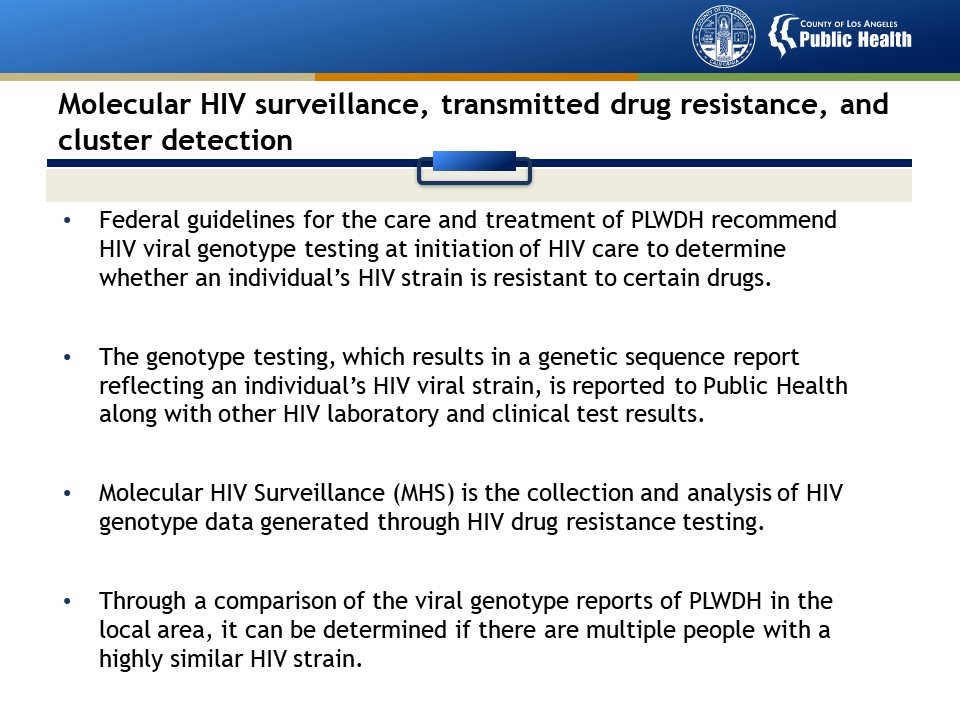 County of Los Angeles
Public Health
Molecular HIV surveillance, transmitted drug resistance, and
cluster detection
• Federal guidelines for the care and treatment of PLWDH recommend
HIV viral genotype testing at initiation of HIV care to determine
whether an individual’s HIV strain is resistant to certain drugs.
• The genotype testing, which results in a genetic sequence report
reflecting an individual’s HIV viral strain, is reported to Public Health
along with other HIV laboratory and clinical test results.
• Molecular HIV Surveillance (MHS) is the collection and analysis of HIV
genotype data generated through HIV drug resistance testing.
• Through a comparison of the viral genotype reports of PLWDH in the
local area, it can be determined if there are multiple people with a
highly similar HIV strain.